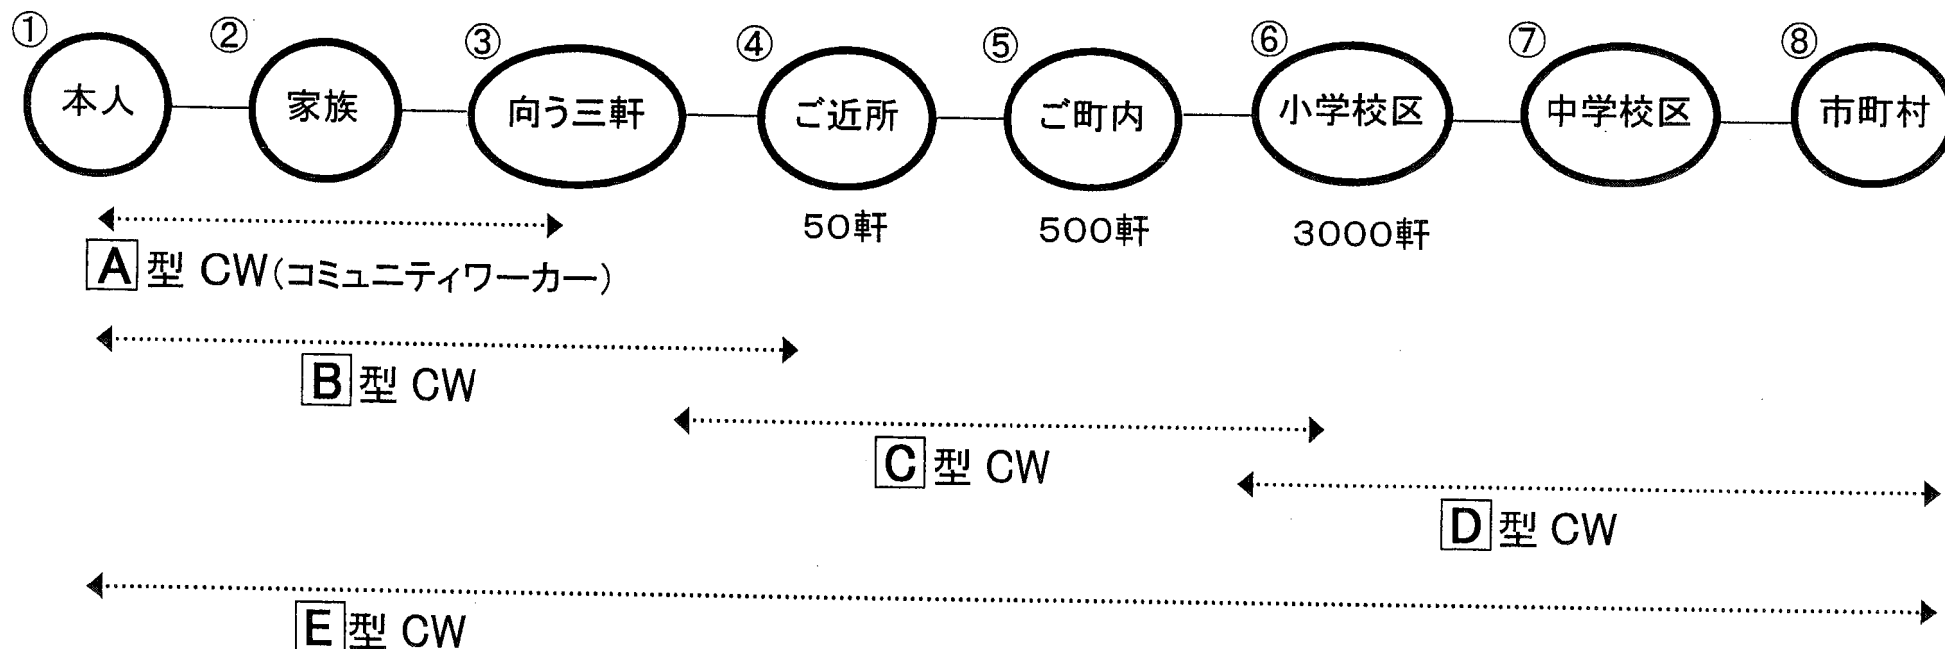 ① ② ③ ④ ⑤ ⑥ ⑦ ⑧
本人 家族 向う三軒 ご近所 ご町内 小学校区 中学校区 市町村
50軒 500軒 3000軒
A型 CW(コミュニティワーカー)
B型 CW
C型 CW
D型 CW
E型 CW